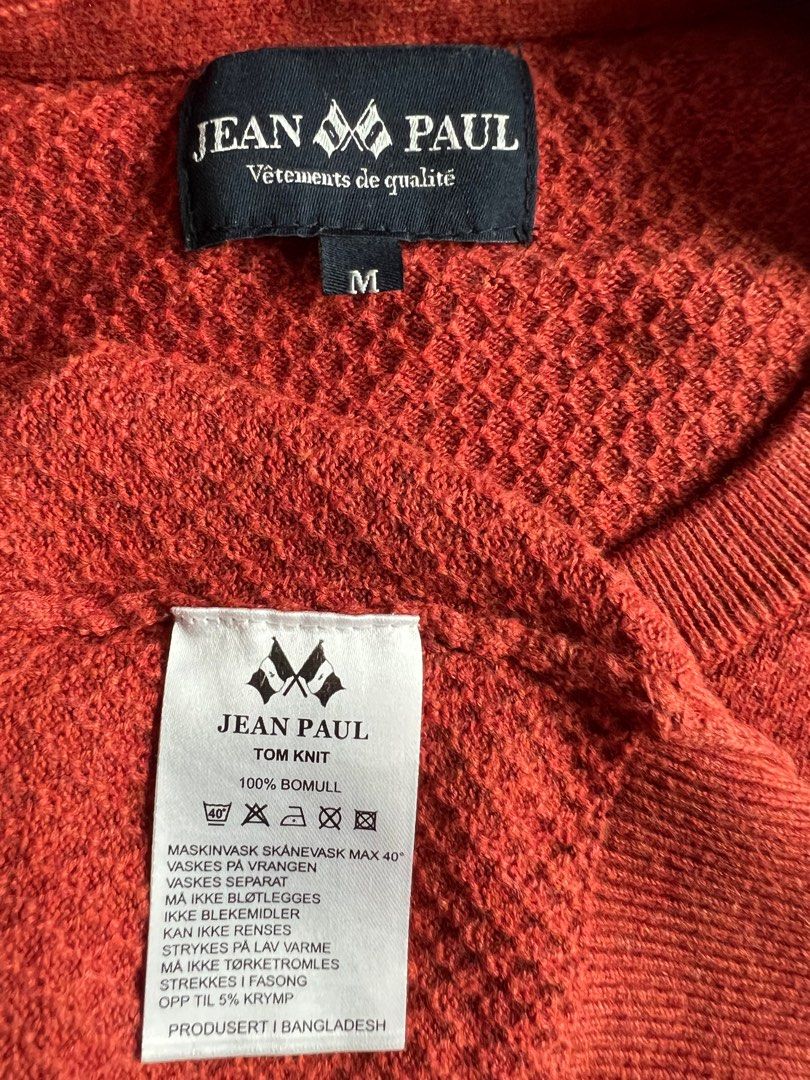 JEAN PAUL
Vêtements de qualité
M
JEAN PAUL
TOM KNIT
100% BOMULL
40°
MASKINVASK SKÅNEVASK MAX 40°
VASKES PÅ VRANGEN
VASKES SEPARAT
MÅ IKKE BLØTLEGGES
IKKE BLEKEMIDLER
KAN IKKE RENSES
STRYKES PÅ LAV VARME
MÅ IKKE TØRKETROMLES
STREKKES I FASONG
OPP TIL 5% KRYMP
PRODUSERT I BANGLADESH